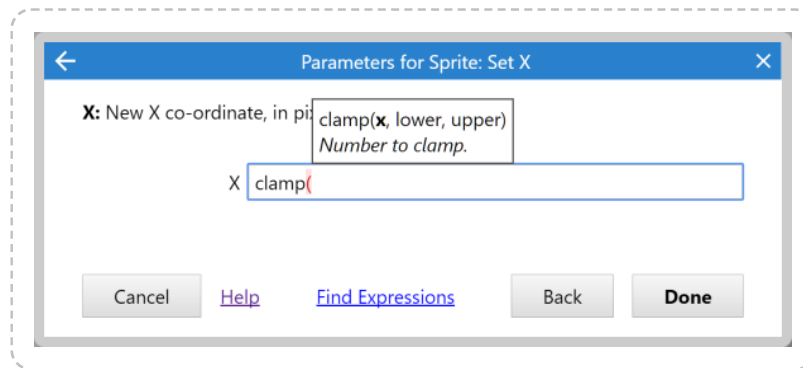 Parameters for Sprite: Set X
X: New X co-ordinate, in
clamp(x, lower, upper)
Number to clamp.
X clamp(
Cancel Help Find Expressions Back Done